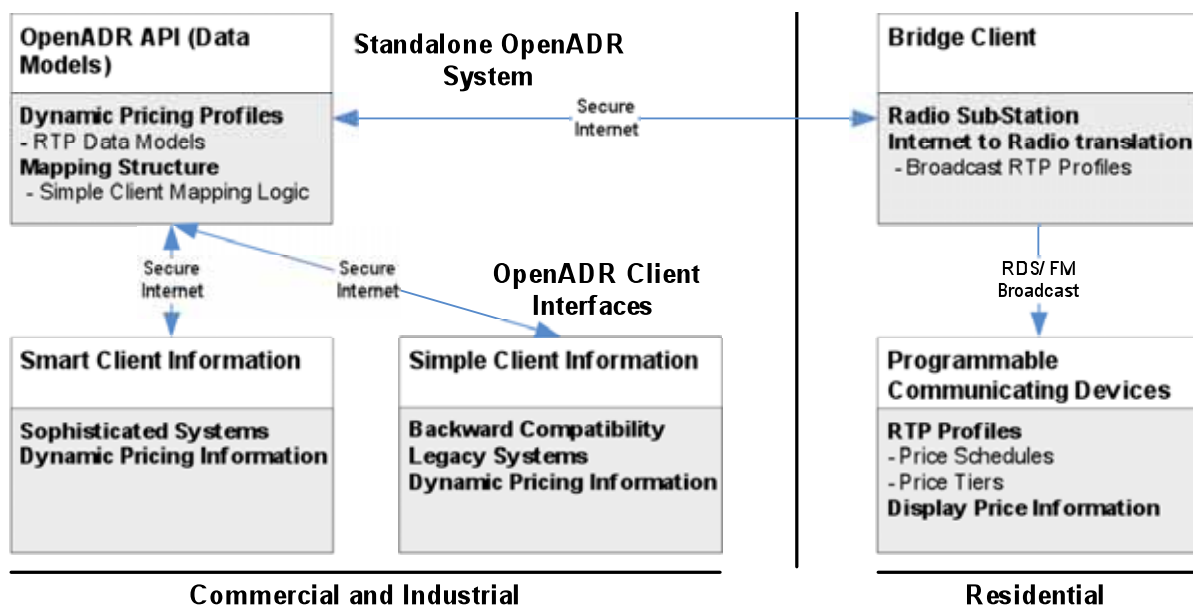 OpenADR API (Data
Models)
Dynamic Pricing Profiles
- RTP Data Models
Mapping Structure
- Simple Client Mapping Logic
Standalone OpenADR
System
Secure
Internet
Bridge Client
Radio Sub-Station
Internet to Radio translation
- Broadcast RTP Profiles
Secure
Internet
Secure
Internet
OpenADR Client
Interfaces
RDS/ FM
Broadcast
Smart Client Information
Sophisticated Systems
Dynamic Pricing Information
Simple Client Information
Backward Compatibility
Legacy Systems
Dynamic Pricing Information
Programmable
Communicating Devices
RTP Profiles
- Price Schedules
- Price Tiers
Display Price Information
Commercial and Industrial
Residential